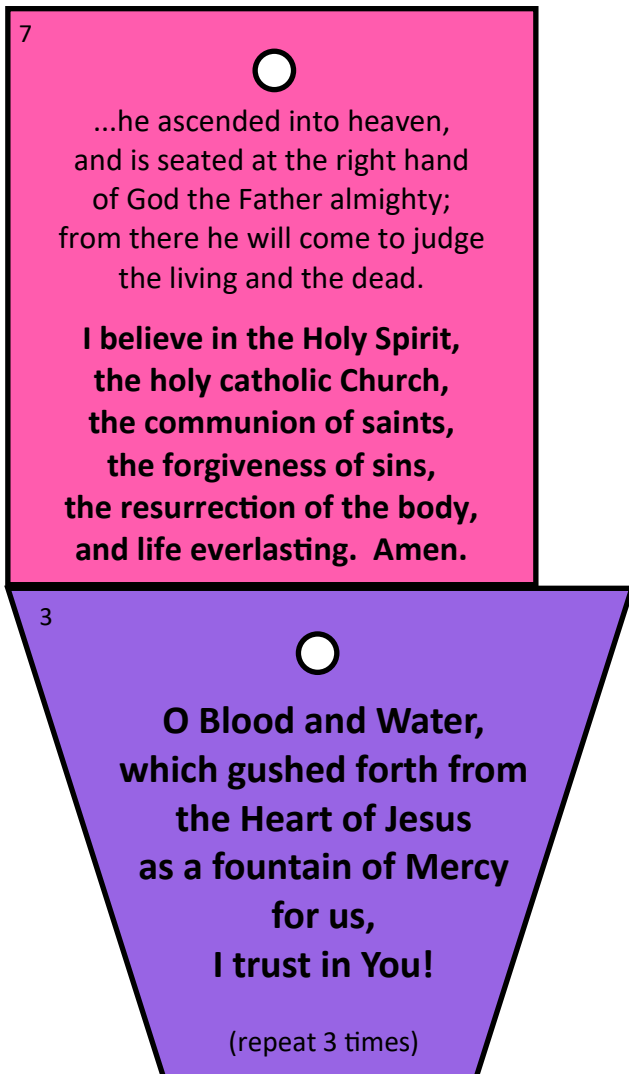 7
...he ascended into heaven,
and is seated at the right hand
of God the Father almighty;
from there he will come to judge
the living and the dead.
I believe in the Holy Spirit,
the holy catholic Church,
the communion of saints,
the forgiveness of sins,
the resurrection of the body,
and life everlasting.  Amen.
3
O Blood and Water,
which gushed forth from
the Heart of Jesus
as a fountain of Mercy
for us,
I trust in You!
(repeat 3 times)